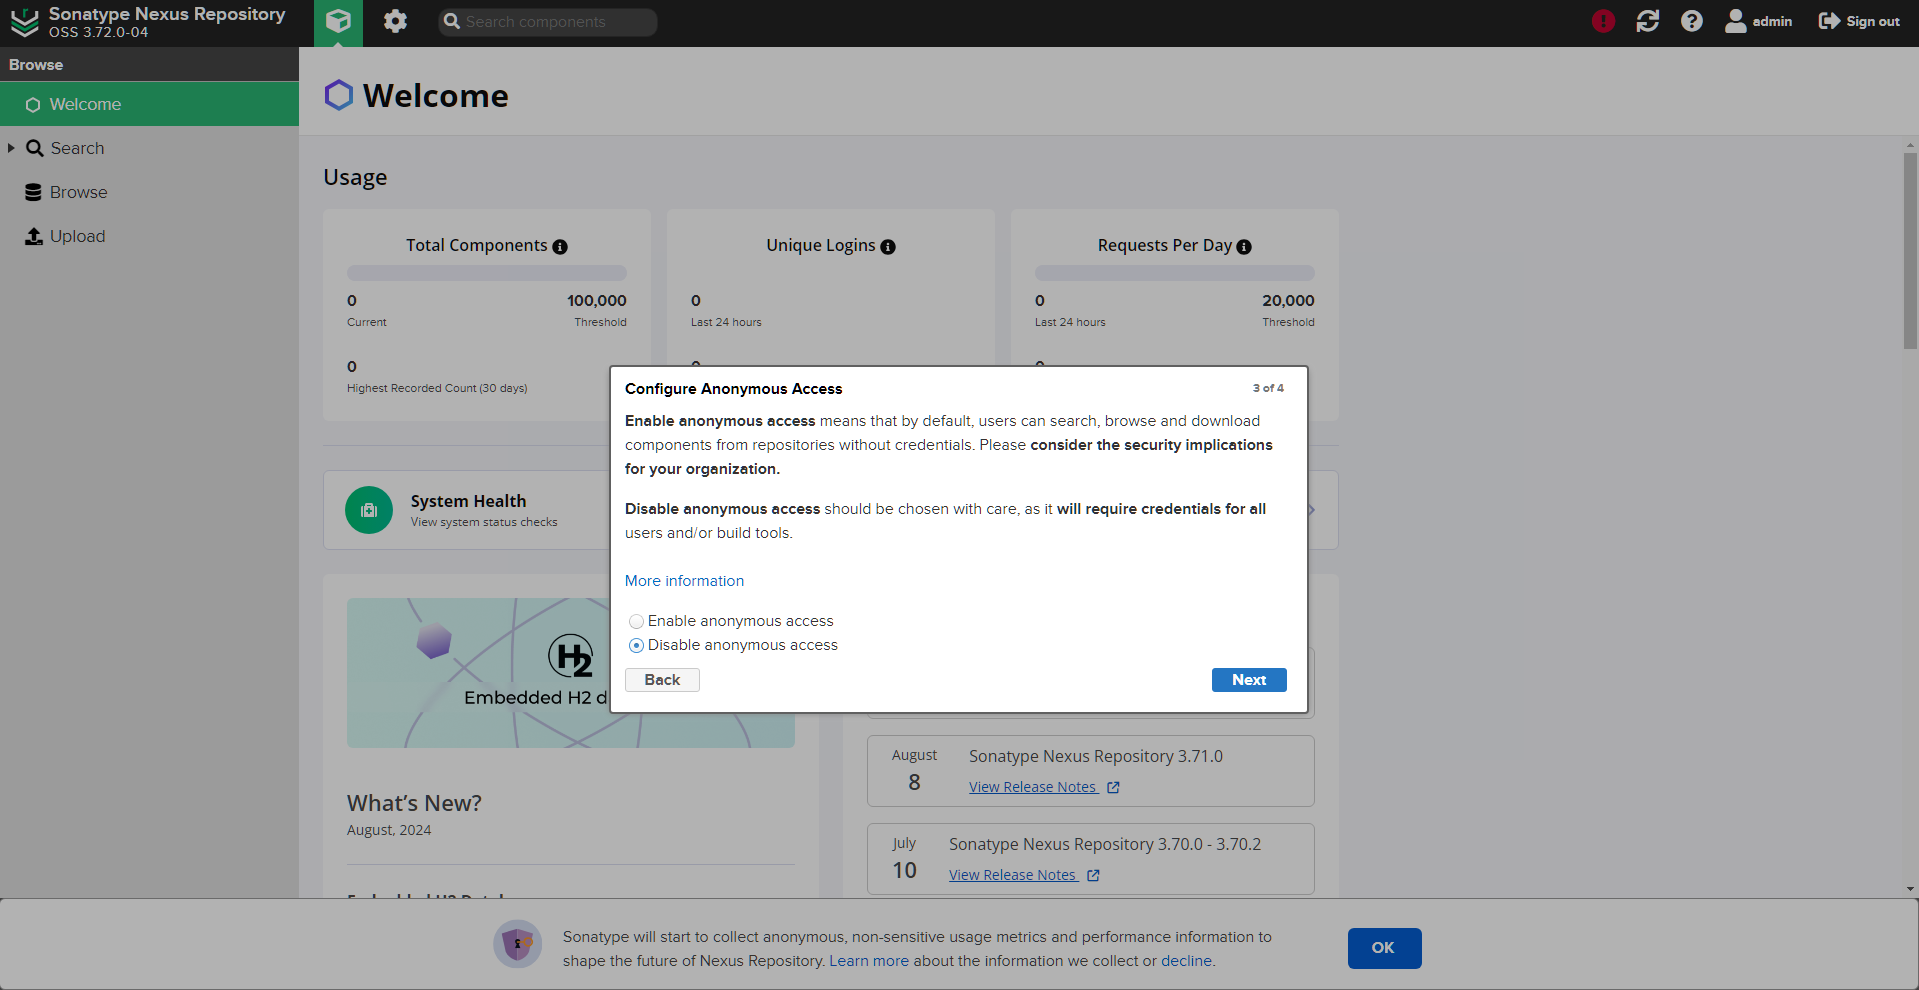 Sonatype Nexus Repository
OSS 3.72.0-04
Search components
admin
Sign out
Browse
Welcome
Search
Browse
Upload
Welcome
Usage
Total Components
0
100,000
Current
Threshold
0
Highest Recorded Count (30 days)
Unique Logins
0
Last 24 hours
Requests Per Day
0
20,000
Last 24 hours
Threshold
System Health
View system status checks
Configure Anonymous Access
3 of 4
Enable anonymous access means that by default, users can search, browse and download
components from repositories without credentials. Please consider the security implications
for your organization.
Disable anonymous access should be chosen with care, as it will require credentials for all
users and/or build tools.
More information
Enable anonymous access
Disable anonymous access
Back
Next
H2
Embedded H2 d
What's New?
August, 2024
August
8
Sonatype Nexus Repository 3.71.0
View Release Notes
July
10
Sonatype Nexus Repository 3.70.0 - 3.70.2
View Release Notes
Sonatype will start to collect anonymous, non-sensitive usage metrics and performance information to
shape the future of Nexus Repository. Learn more about the information we collect or decline.
OK